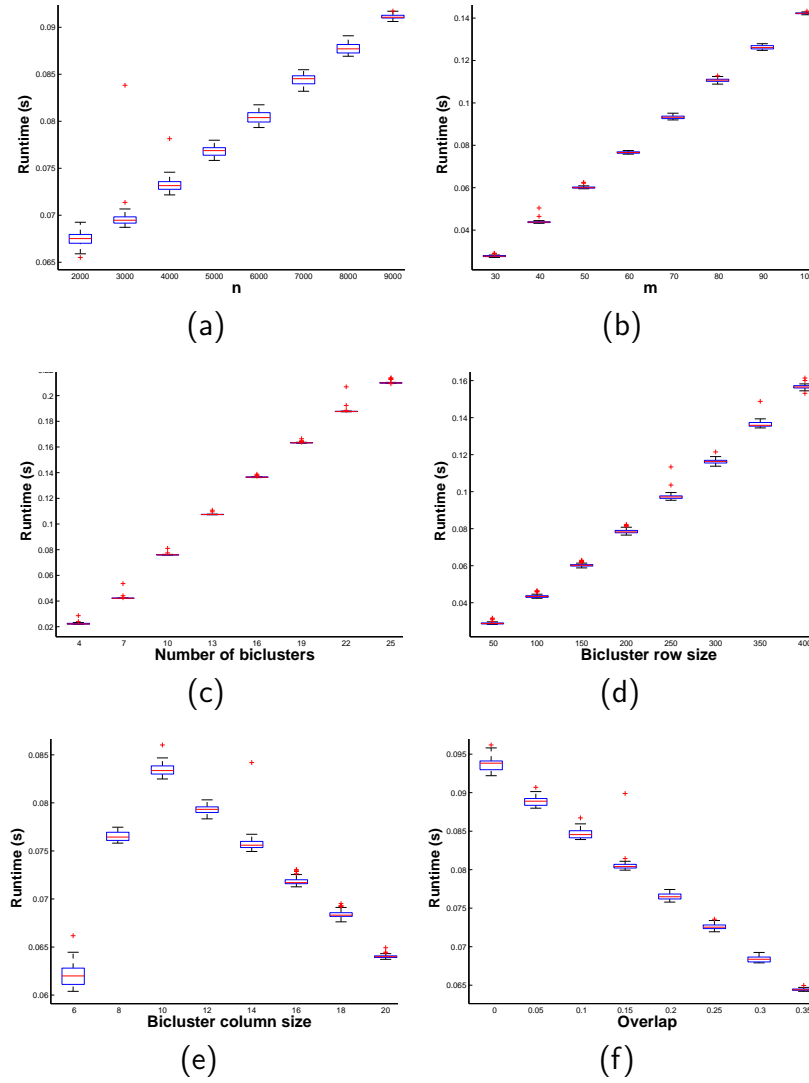 0.09
0.085
0.08
0.075
0.07
0.065
Runtime (s)
2000 3000 4000 5000 6000 7000 8000 9000
n
(a)
0.14
0.12
0.1
0.08
0.06
0.04
Runtime (s)
30 40 50 60 70 80 90 10
m
(b)
0.2
0.18
0.16
0.14
0.12
0.1
0.08
0.06
0.04
0.02
Runtime (s)
4 7 10 13 16 19 22 25
Number of biclusters
(c)
0.16
0.14
0.12
0.1
0.08
0.06
0.04
Runtime (s)
50 100 150 200 250 300 350 400
Bicluster row size
(d)
0.085
0.08
0.075
0.07
0.065
0.06
Runtime (s)
6 8 10 12 14 16 18 20
Bicluster column size
(e)
0.095
0.09
0.085
0.08
0.075
0.07
0.065
Runtime (s)
0 0.05 0.1 0.15 0.2 0.25 0.3 0.35
Overlap
(f)